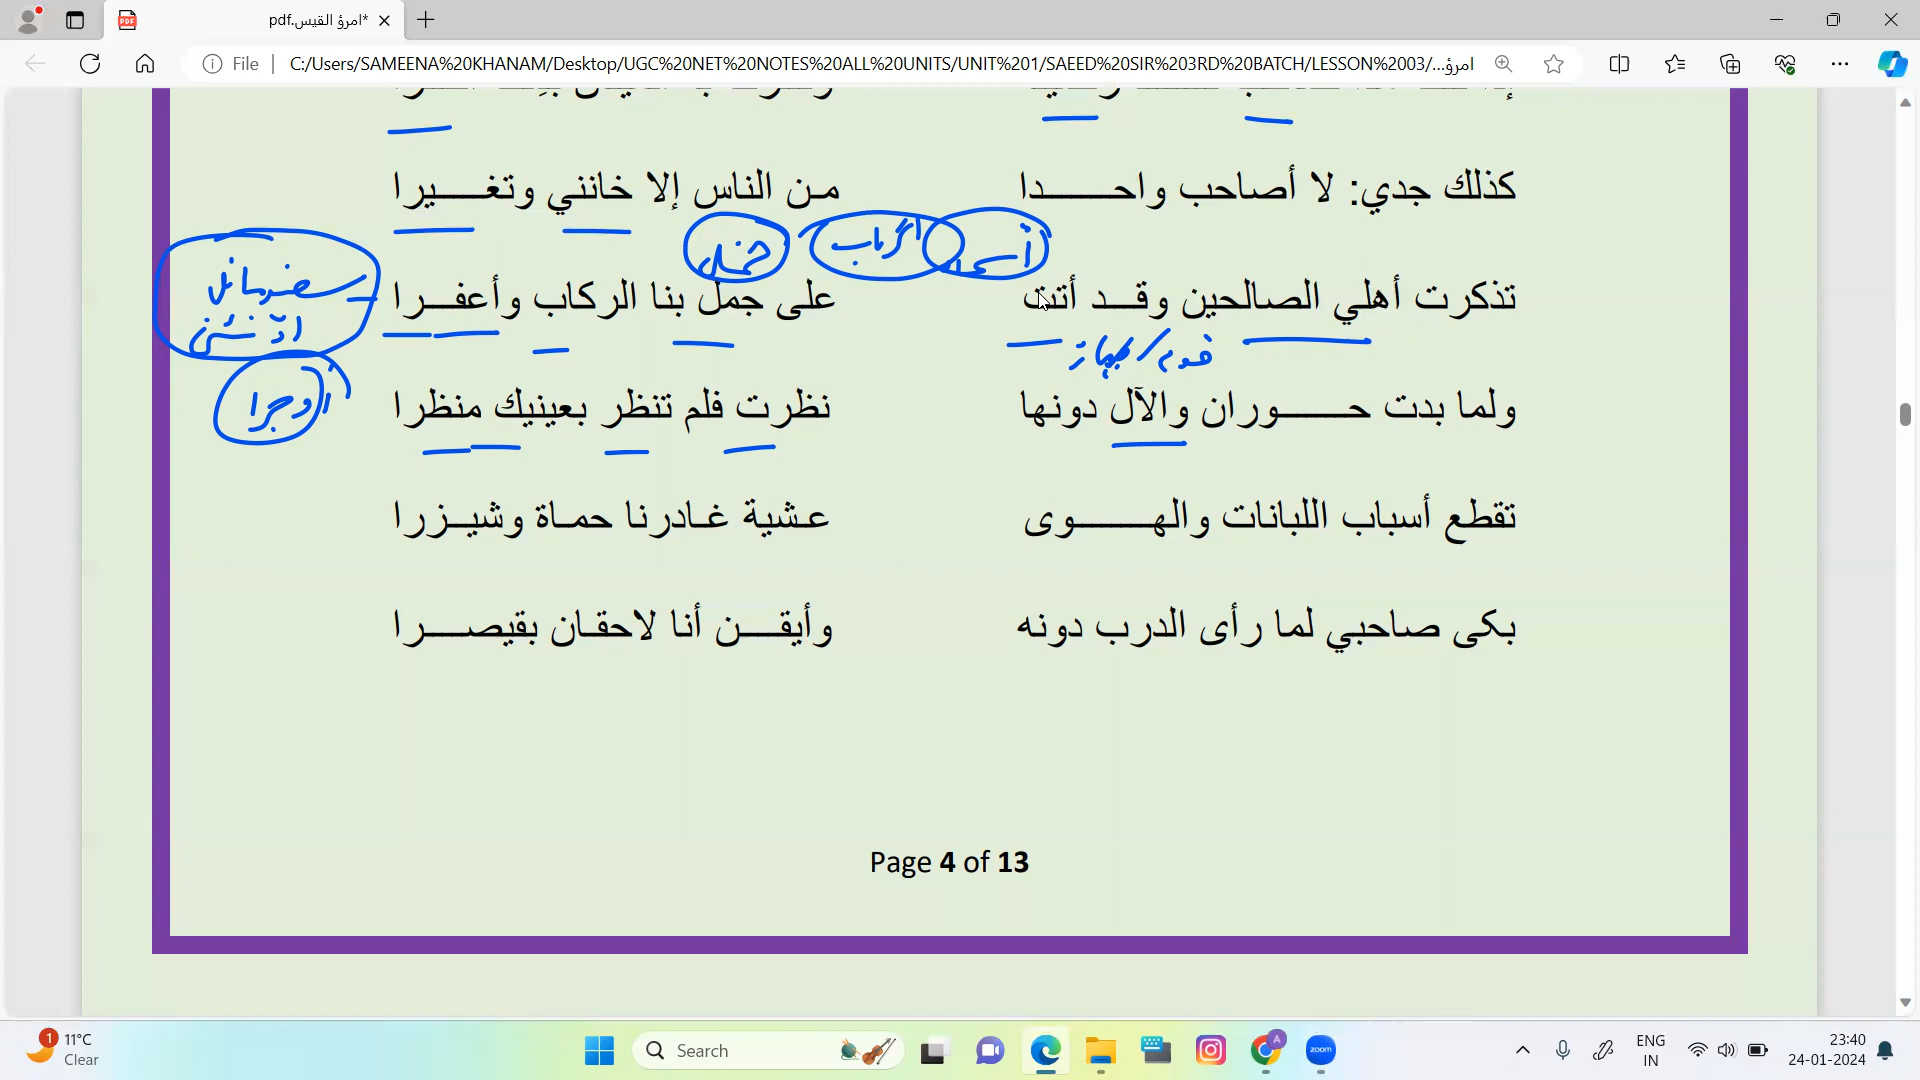 *امرؤ القيس.pdf
File C:/Users/SAMEENA%20KHANAM/Desktop/UGC%20NET%20NOTES%20ALL%20UNITS/UNIT%201/SAEED%20SIR%203RD%20BATCH/LESSON%2003/امرؤ...
كذلك جدي: لا أصاحب واحدا من الناس إلا خانني وتغيرا
تذكرت أهلي الصالحين وقد أتت على جمل بنا الركاب وأعفرا
ولما بدت حوران والآل دونها نظرت فلم تنظر بعينيك منظرا
أوجرا
تقطع أسباب اللبانات والهوى عشية غادرنا حماة وشيزرا
بكى صاحبي لما رأى الدرب دونه وأيقن أنا لاحقان بقيصرا
Page 4 of 13
1
11°C
Clear
Search
zoom
ENG
IN
23:40
24-01-2024